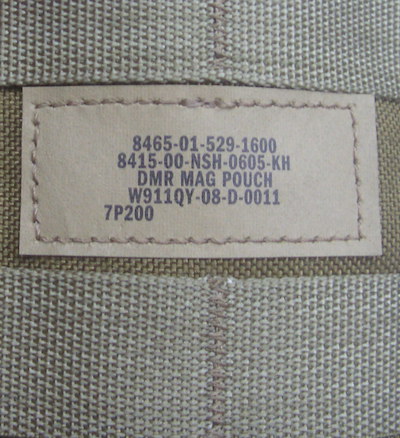 8465-01-529-1600
8415-00-NSH-0605-KH
DMR MAG POUCH
W911QY-08-D-0011
7P200